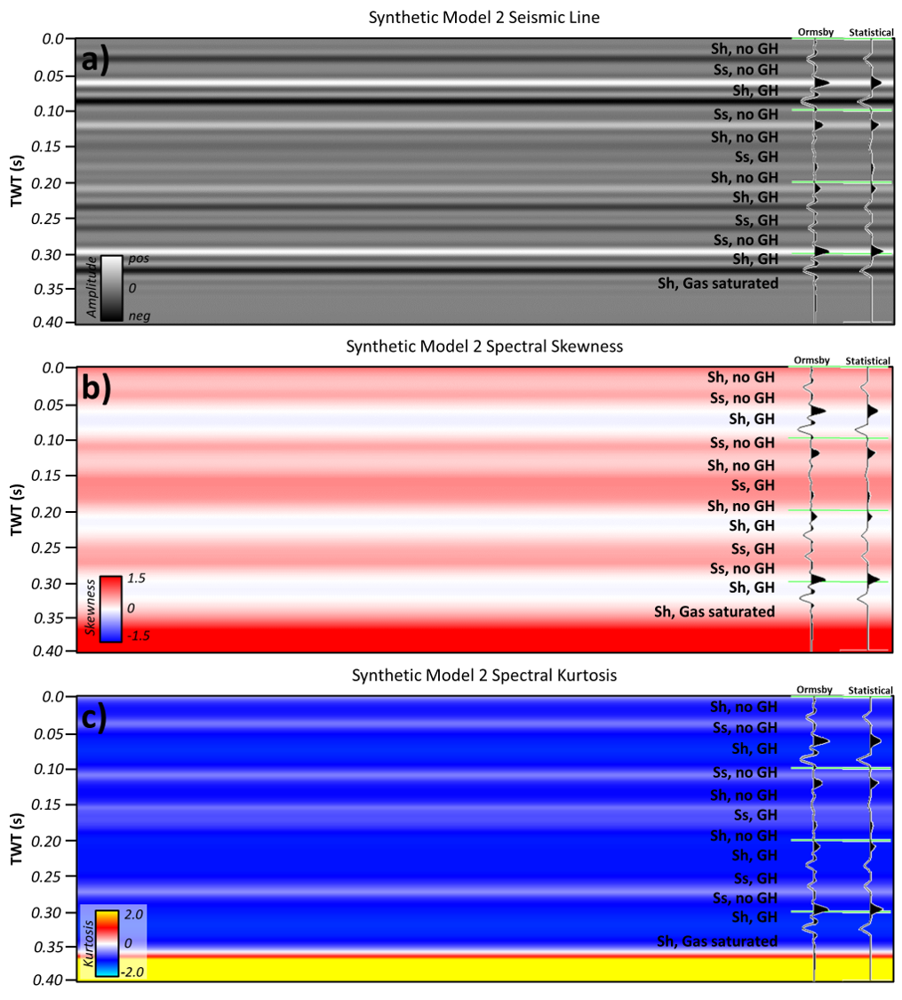 Synthetic Model 2 Seismic Line
Ormsby Statistical
a)
TWT (s)
0.0
0.05
0.10
0.15
0.20
0.25
0.30
0.35
0.40
Sh, no GH
Ss, no GH
Sh, GH
Ss, no GH
Sh, no GH
Ss, GH
Sh, no GH
Sh, GH
Ss, GH
Ss, no GH
Sh, GH
Sh, Gas saturated
Amplitude
pos
0
neg
Synthetic Model 2 Spectral Skewness
Ormsby Statistical
b)
TWT (s)
0.0
0.05
0.10
0.15
0.20
0.25
0.30
0.35
0.40
Sh, no GH
Ss, no GH
Sh, GH
Ss, no GH
Sh, no GH
Ss, GH
Sh, no GH
Sh, GH
Ss, GH
Ss, no GH
Sh, GH
Sh, Gas saturated
Skewness
1.5
0
-1.5
Synthetic Model 2 Spectral Kurtosis
Ormsby Statistical
c)
TWT (s)
0.0
0.05
0.10
0.15
0.20
0.25
0.30
0.35
0.40
Sh, no GH
Ss, no GH
Sh, GH
Ss, no GH
Sh, no GH
Ss, GH
Sh, no GH
Sh, GH
Ss, GH
Ss, no GH
Sh, GH
Sh, Gas saturated
Kurtosis
2.0
0
-2.0